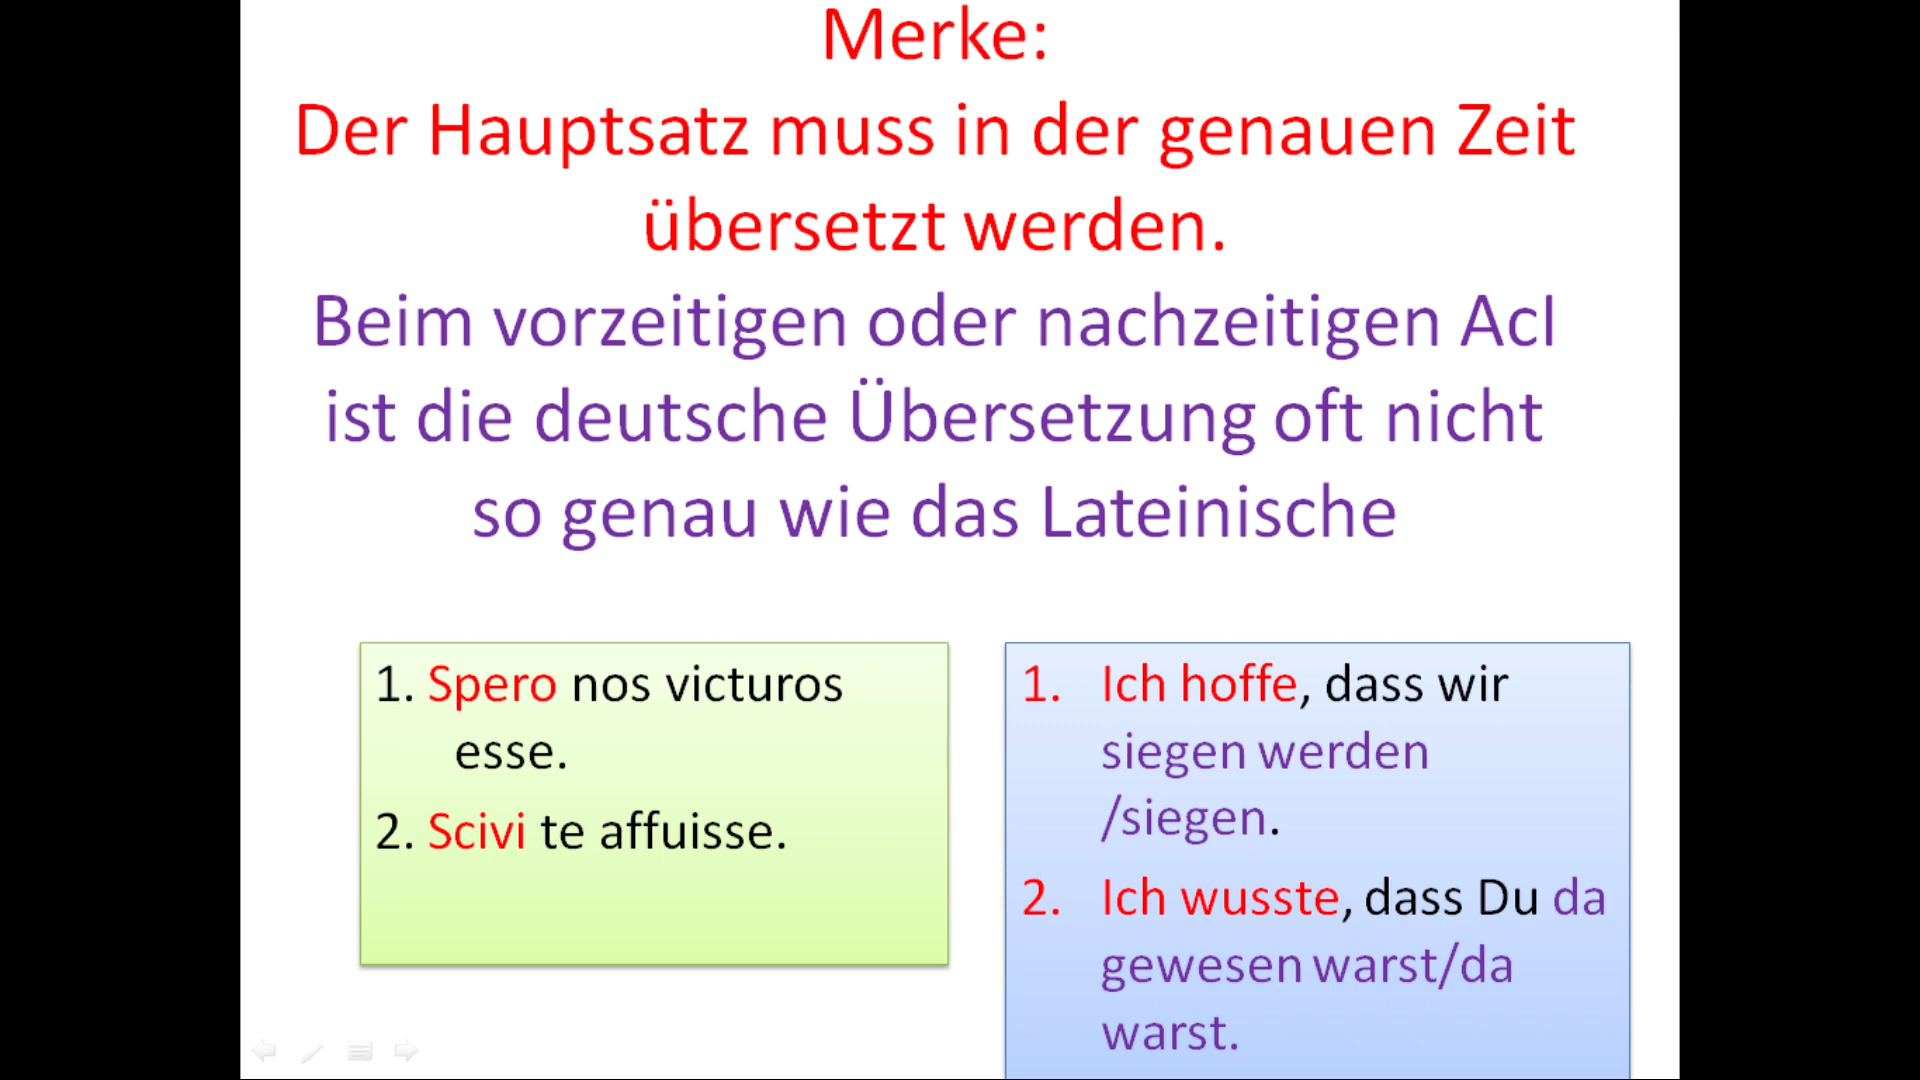 Merke:
Der Hauptsatz muss in der genauen Zeit
übersetzt werden.
Beim vorzeitigen oder nachzeitigen AcI
ist die deutsche Übersetzung oft nicht
so genau wie das Lateinische
1. Spero nos victuros
esse.
2. Scivi te affuisse.
1. Ich hoffe, dass wir
siegen werden
/siegen.
2. Ich wusste, dass Du da
gewesen warst/da
warst.